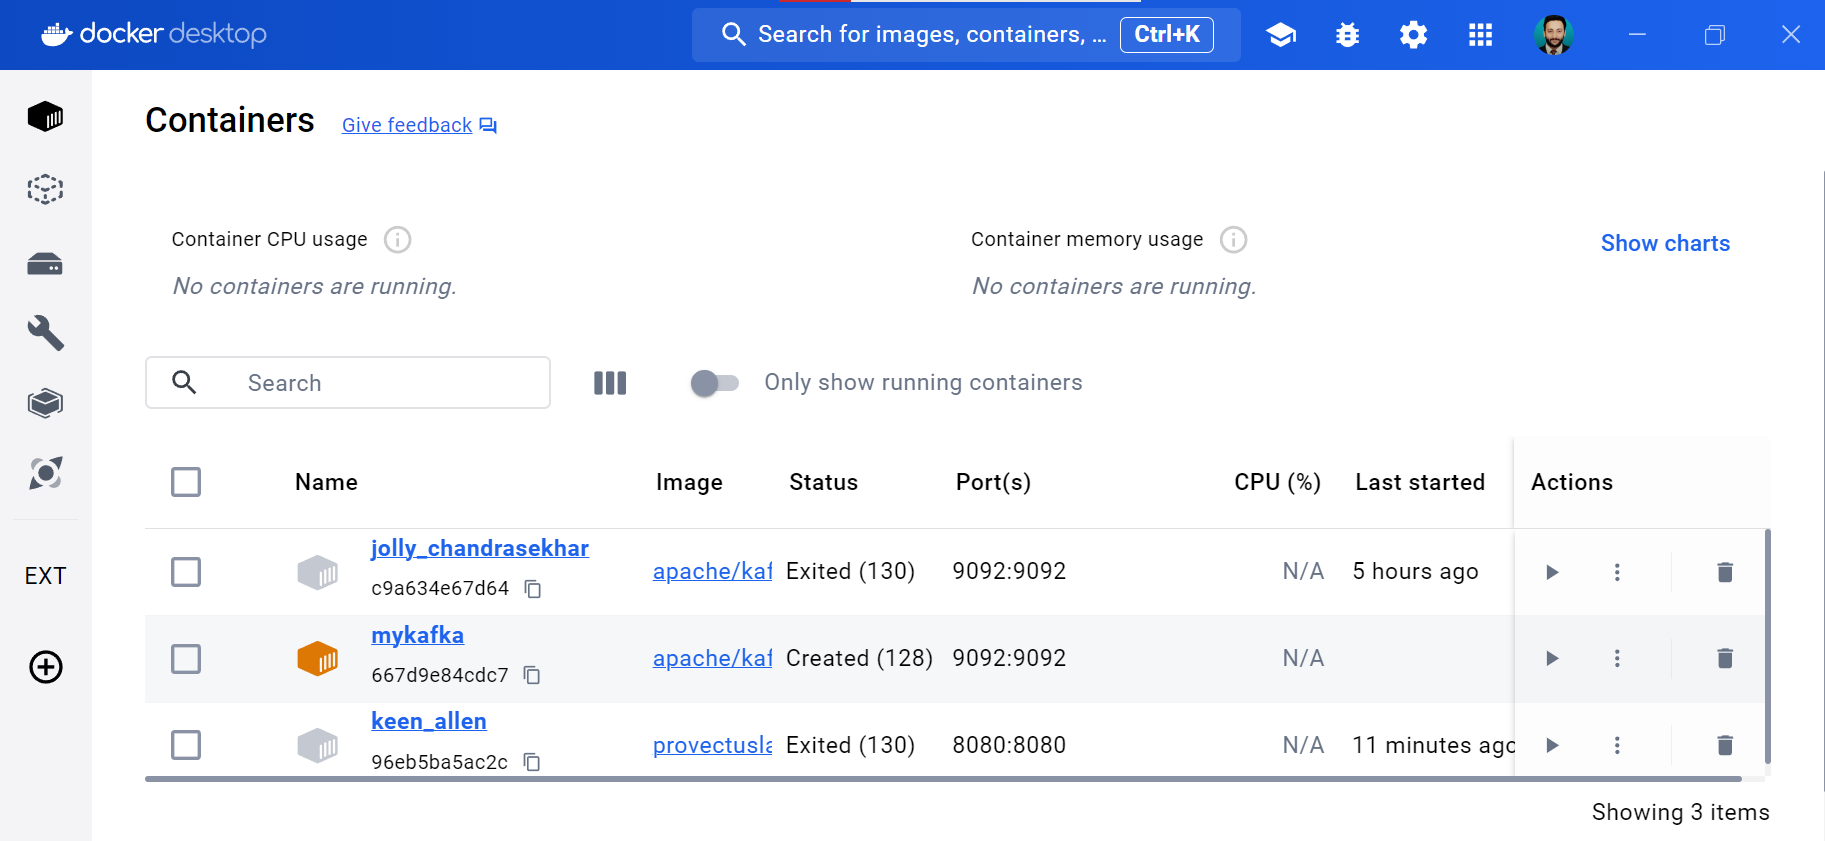 docker desktop
Search for images, containers, ... Ctrl+K
Containers Give feedback
Container CPU usage
No containers are running.
Container memory usage
No containers are running.
Show charts
Search
Only show running containers
Name Image Status Port(s) CPU (%) Last started Actions
jolly_chandrasekhar
c9a634e67d64
apache/kaf Exited (130) 9092:9092 N/A 5 hours ago
mykafka
667d9e84cdc7
apache/kaf Created (128) 9092:9092 N/A
keen_allen
96eb5ba5ac2c
provectusla Exited (130) 8080:8080 N/A 11 minutes ago
EXT
Showing 3 items